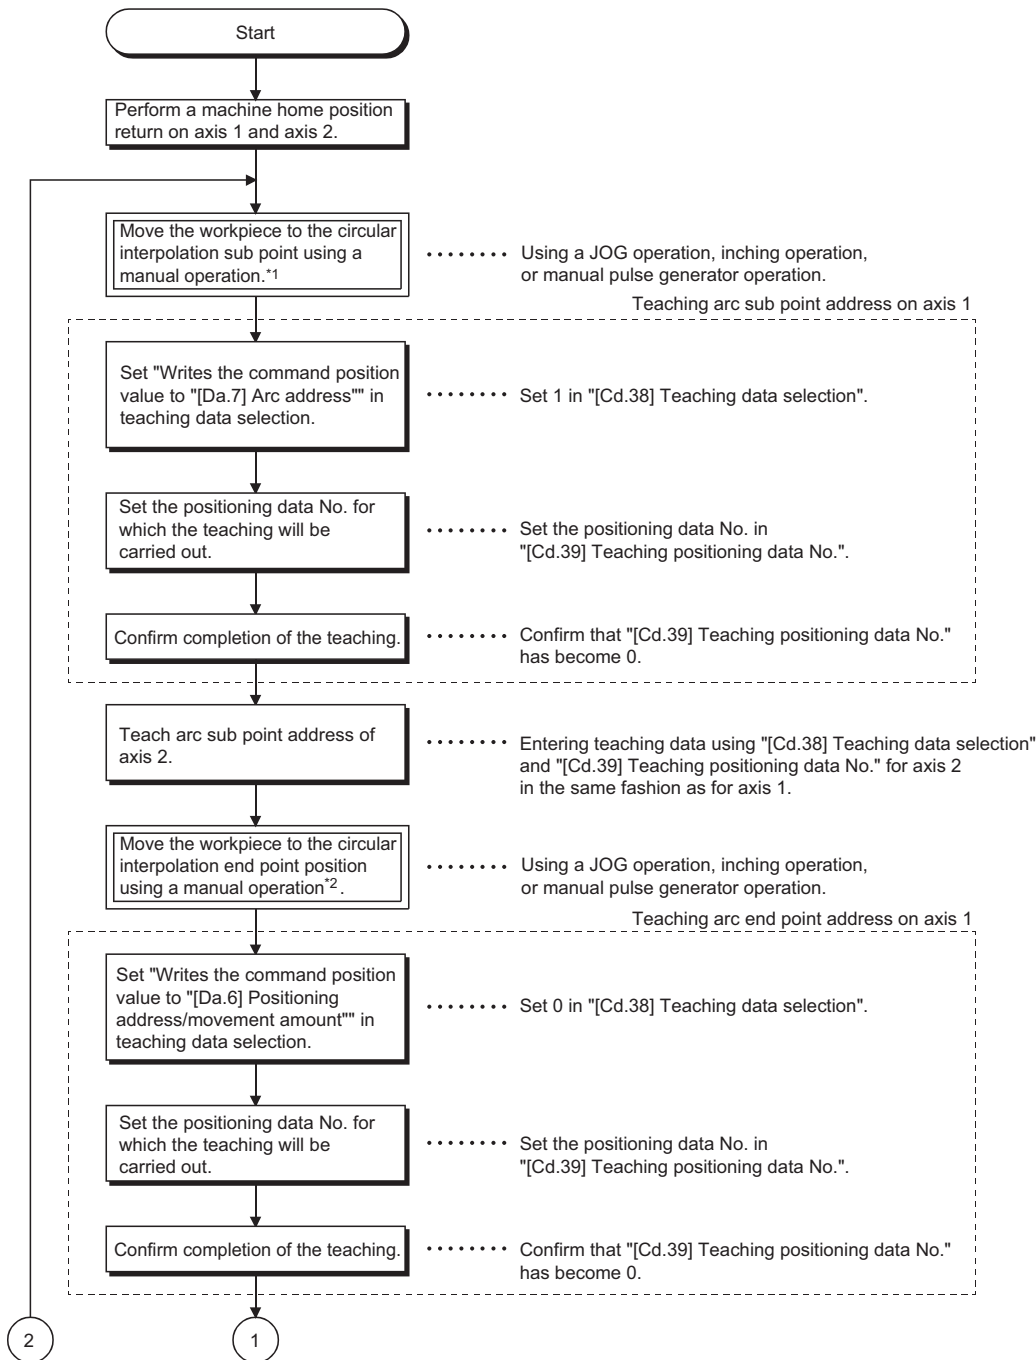 Start
Perform a machine home position
return on axis 1 and axis 2.
Move the workpiece to the circular
interpolation sub point using a
manual operation.*1
Using a JOG operation, inching operation,
or manual pulse generator operation.
Teaching arc sub point address on axis 1
Set "Writes the command position
value to "[Da.7] Arc address"" in
teaching data selection.
Set 1 in "[Cd.38] Teaching data selection".
Set the positioning data No. for
which the teaching will be
carried out.
Set the positioning data No. in
"[Cd.39] Teaching positioning data No.".
Confirm completion of the teaching.
Confirm that "[Cd.39] Teaching positioning data No."
has become 0.
Teach arc sub point address of
axis 2.
Entering teaching data using "[Cd.38] Teaching data selection"
and "[Cd.39] Teaching positioning data No." for axis 2
in the same fashion as for axis 1.
Move the workpiece to the circular
interpolation end point position
using a manual operation*2.
Using a JOG operation, inching operation,
or manual pulse generator operation.
Teaching arc end point address on axis 1
Set "Writes the command position
value to "[Da.6] Positioning
address/movement amount"" in
teaching data selection.
Set 0 in "[Cd.38] Teaching data selection".
Set the positioning data No. for
which the teaching will be
carried out.
Set the positioning data No. in
"[Cd.39] Teaching positioning data No.".
Confirm completion of the teaching.
Confirm that "[Cd.39] Teaching positioning data No."
has become 0.
2
1